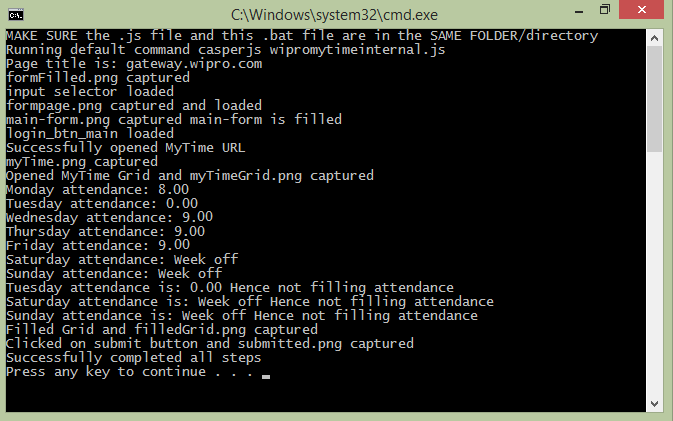 C:\Windows\system32\cmd.exe
MAKE SURE the .js file and this .bat file are in the SAME FOLDER/directory
Running default command casperjs wipromytimeinternal.js
Page title is: gateway.wipro.com
formFilled.png captured
input selector loaded
formpage.png captured and loaded
main-form.png captured main-form is filled
login_btn_main loaded
Successfully opened MyTime URL
myTime.png captured
Opened MyTime Grid and myTimeGrid.png captured
Monday attendance: 8.00
Tuesday attendance: 0.00
Wednesday attendance: 9.00
Thursday attendance: 9.00
Friday attendance: 9.00
Saturday attendance: Week off
Sunday attendance: Week off
Tuesday attendance is: 0.00 Hence not filling attendance
Saturday attendance is: Week off Hence not filling attendance
Sunday attendance is: Week off Hence not filling attendance
Filled Grid and filledGrid.png captured
Clicked on submit button and submitted.png captured
Successfully completed all steps
Press any key to continue . . .